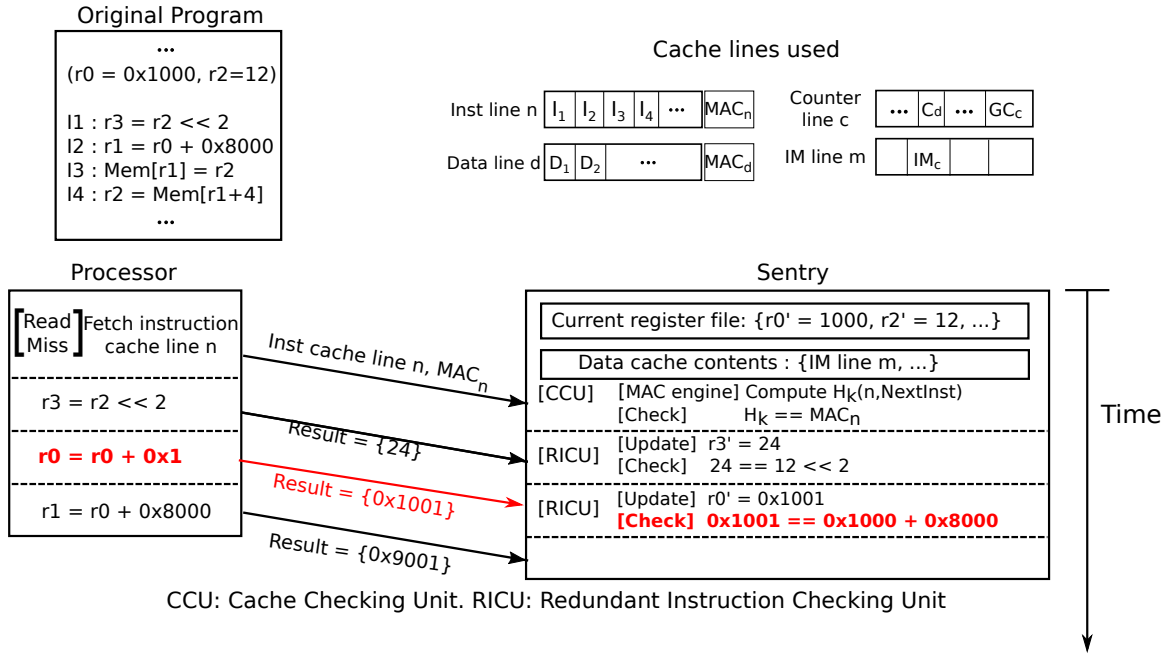 Original Program
...
(r0 = 0x1000, r2=12)
I1 : r3 = r2 << 2
I2 : r1 = r0 + 0x8000
I3 : Mem[r1] = r2
I4 : r2 = Mem[r1+4]
...
Cache lines used
Inst line n I1 I2 I3 I4 ... MACn
Data line d D1 D2 ... MACd
Counter
line c ... Cd ... GCc
IM line m IMc
Processor
[Read
Miss] Fetch instruction
cache line n
r3 = r2 << 2
r0 = r0 + 0x1
r1 = r0 + 0x8000
Inst cache line n, MACn
Result = {24}
Result = {0x1001}
Result = {0x9001}
Sentry
Current register file: {r0' = 1000, r2' = 12, ...}
Data cache contents : {IM line m, ...}
[CCU] [MAC engine] Compute Hk(n,NextInst)
[Check] Hk == MACn
[RICU] [Update] r3' = 24
[Check] 24 == 12 << 2
[RICU] [Update] r0' = 0x1001
[Check] 0x1001 == 0x1000 + 0x8000
Time
CCU: Cache Checking Unit. RICU: Redundant Instruction Checking Unit